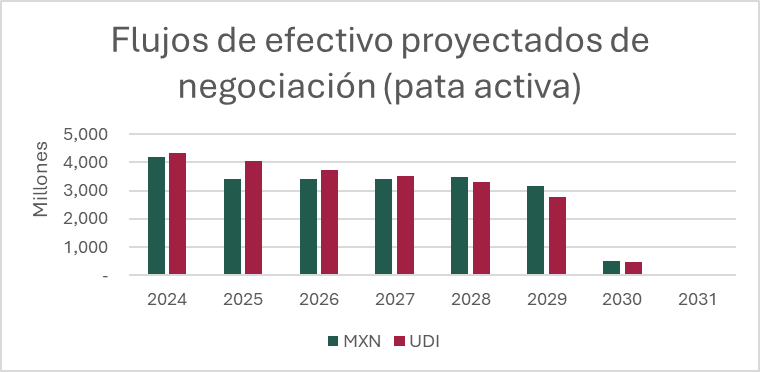 Flujos de efectivo proyectados de
negociación (pata activa)
Millones
5,000
4,000
3,000
2,000
1,000
-
2024 2025 2026 2027 2028 2029 2030 2031
MXN UDI